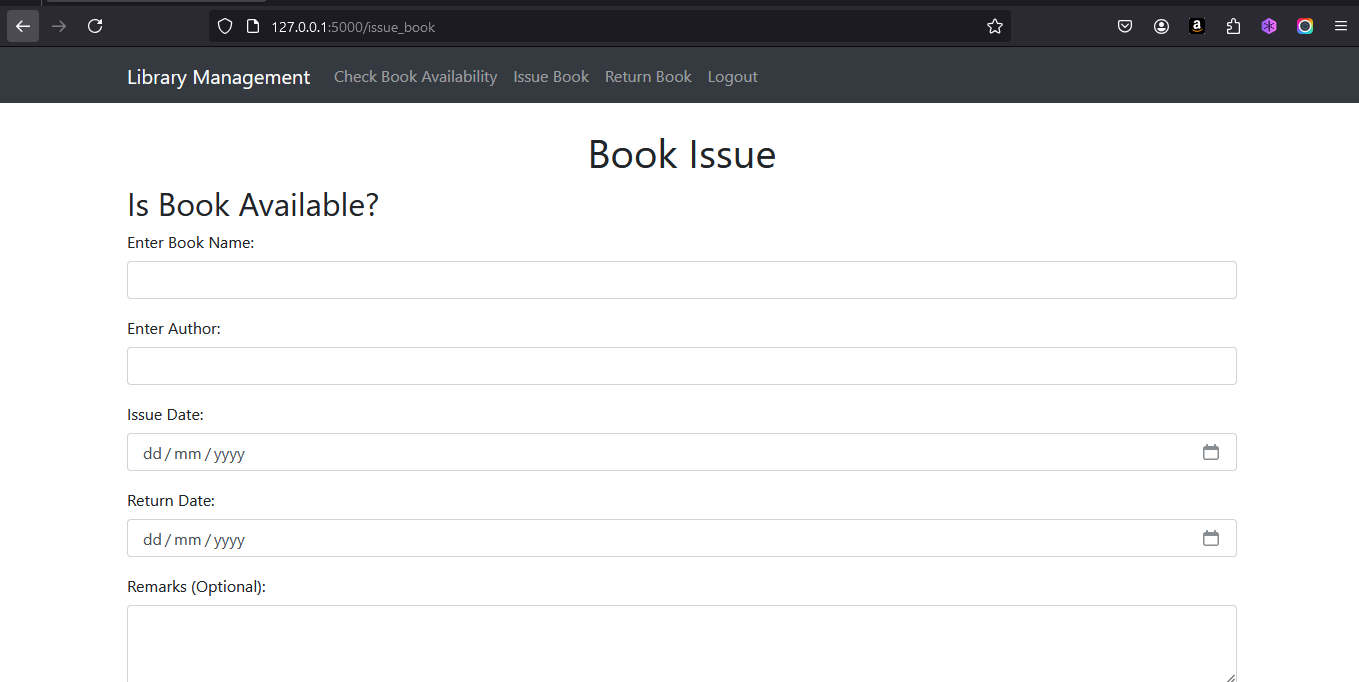 127.0.0.1:5000/issue_book
a
Library Management Check Book Availability Issue Book Return Book Logout
Book Issue
Is Book Available?
Enter Book Name:
Enter Author:
Issue Date:
dd/mm/yyyy
Return Date:
dd/mm/yyyy
Remarks (Optional):